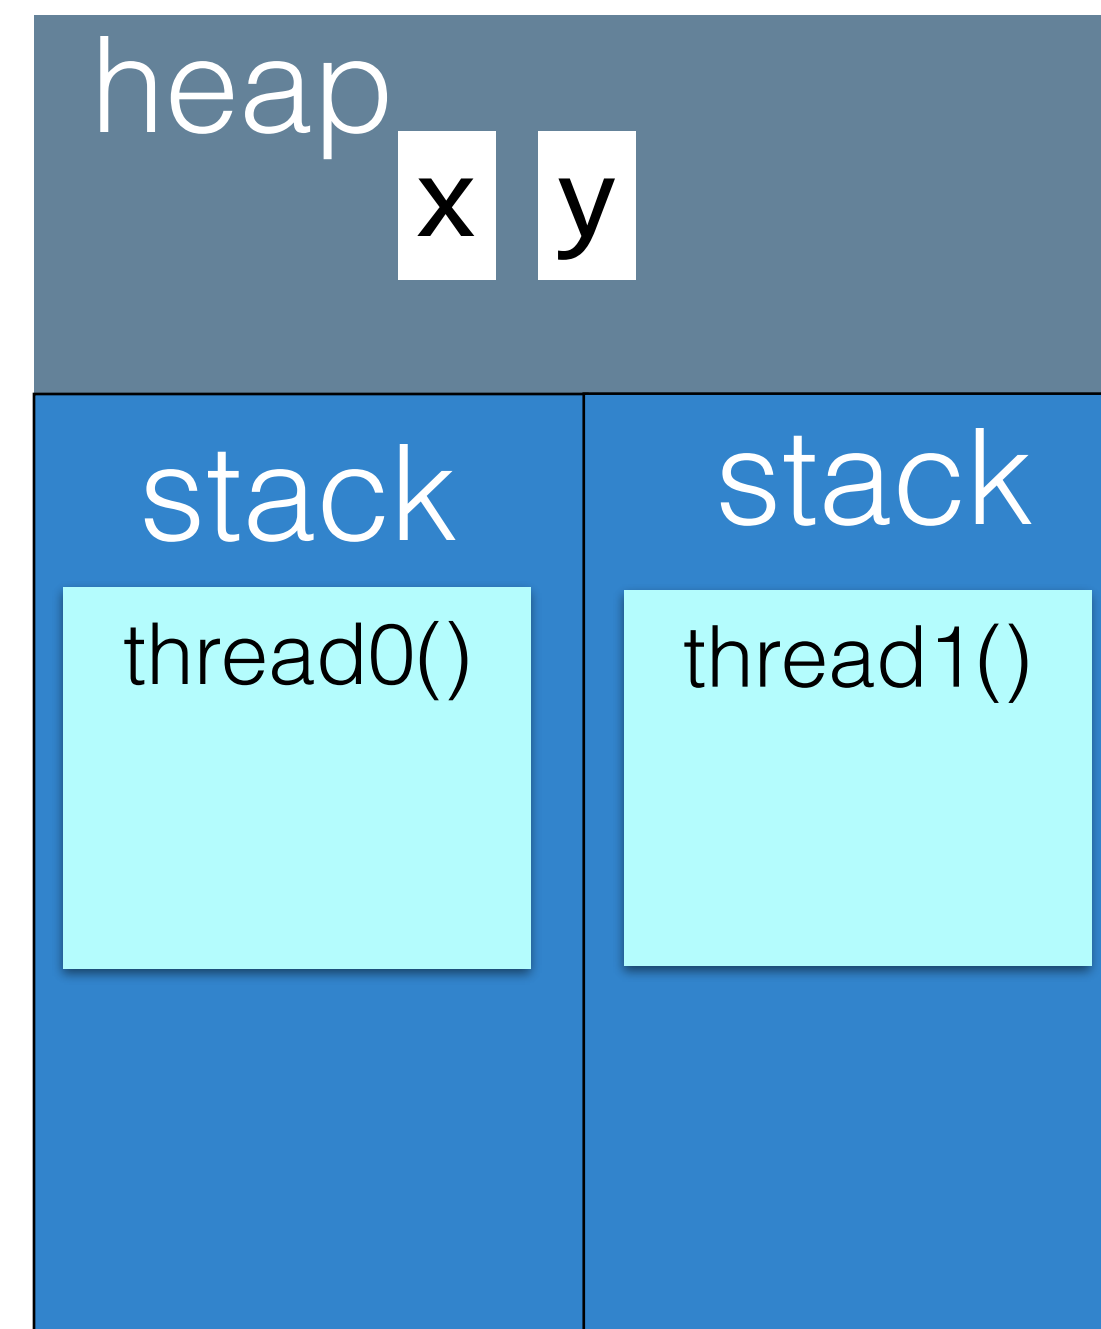 heap
x y
stack stack
thread0() thread1()